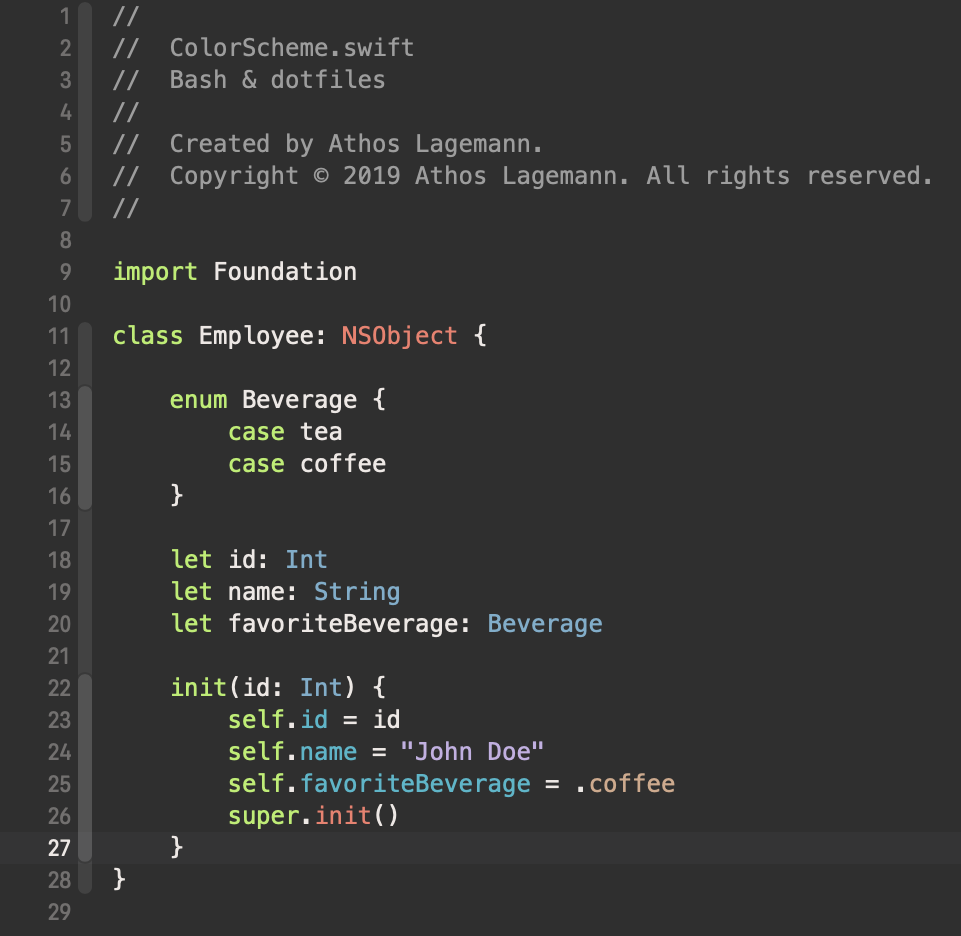 1 //
2 //  ColorScheme.swift
3 //  Bash & dotfiles
4 //
5 //  Created by Athos Lagemann.
6 //  Copyright © 2019 Athos Lagemann. All rights reserved.
7 //
8
9 import Foundation
10
11 class Employee: NSObject {
12
13     enum Beverage {
14         case tea
15         case coffee
16     }
17
18     let id: Int
19     let name: String
20     let favoriteBeverage: Beverage
21
22     init(id: Int) {
23         self.id = id
24         self.name = "John Doe"
25         self.favoriteBeverage = .coffee
26         super.init()
27     }
28 }
29